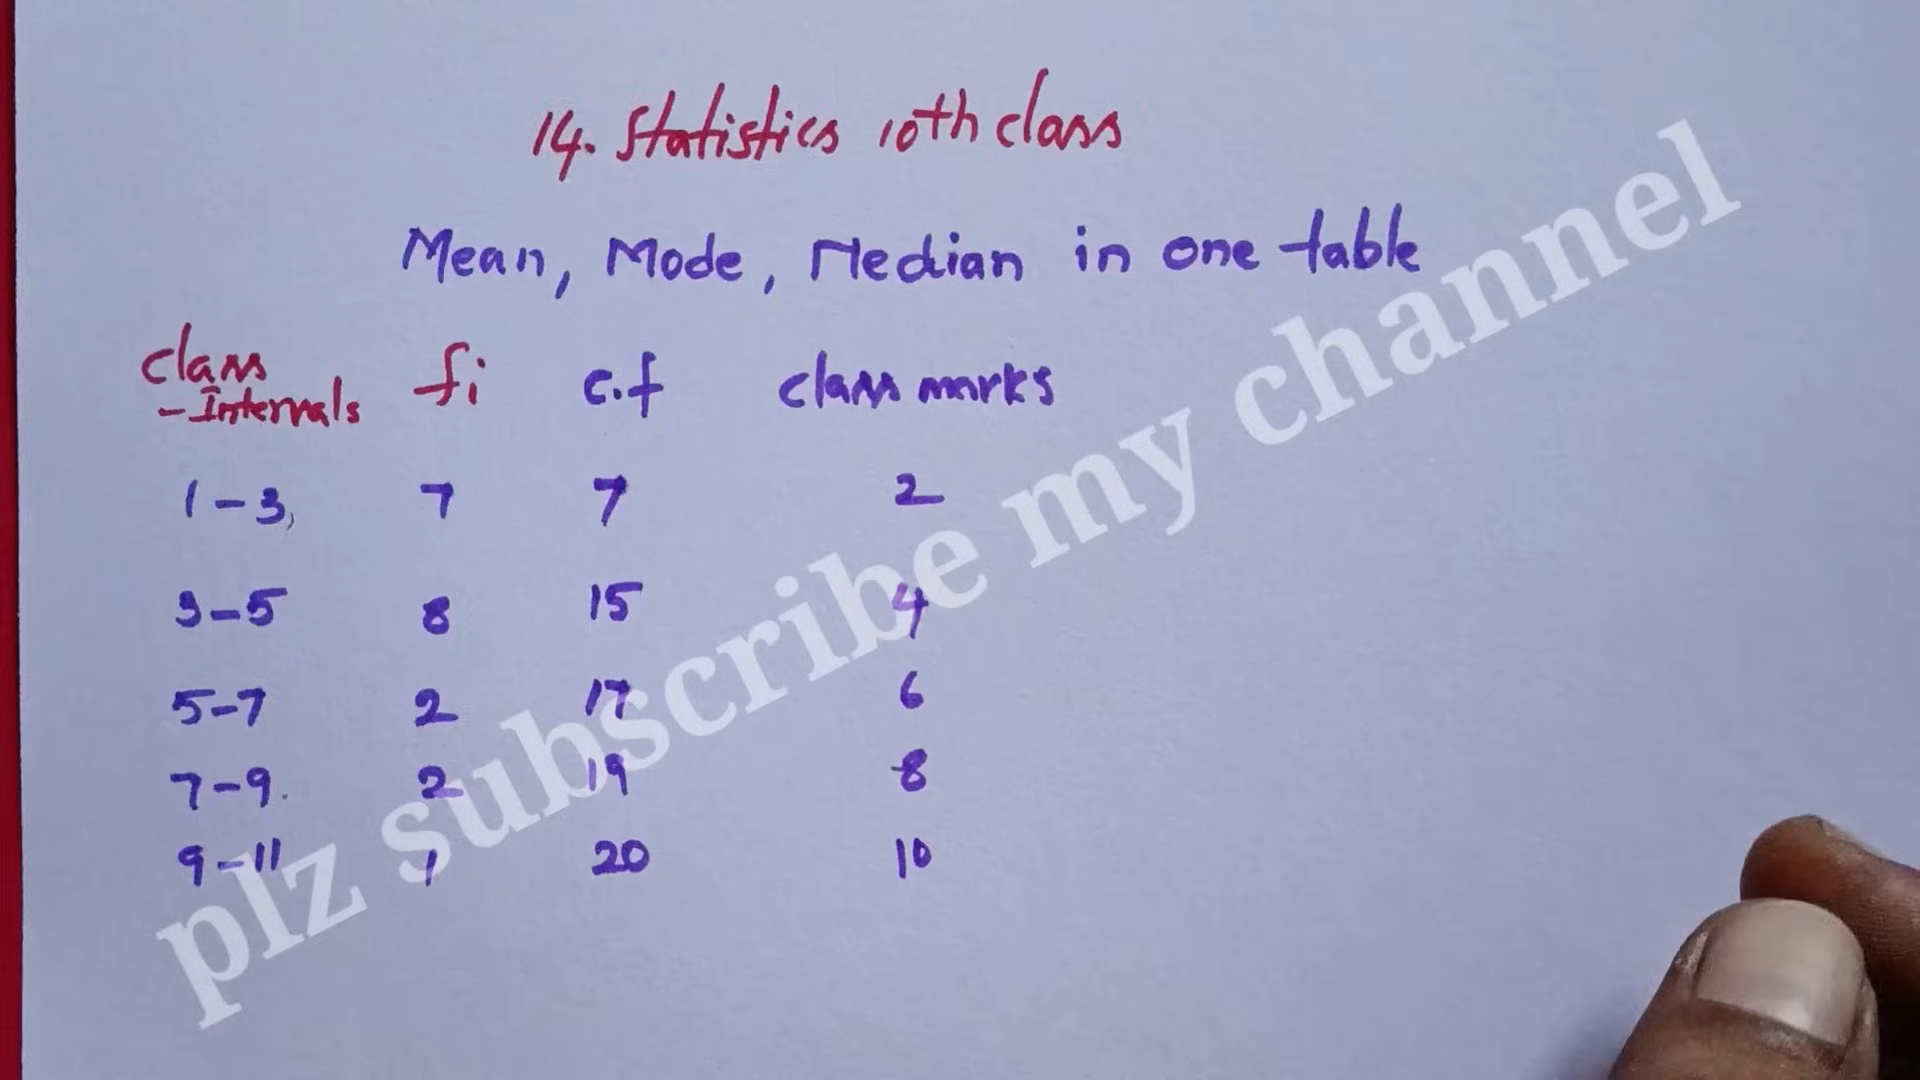 14. Statistics 10th class
Mean, Mode, Median in one table
class - Intervals fi c.f class marks
1-3, 7 7 2
3-5 8 15 4
5-7 2 17 6
7-9. 2 19 8
9-11 1 20 10
plz subscribe my channel